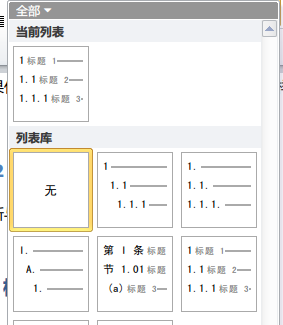 全部
当前列表
1 标题 1
1.1 标题 2
1.1.1 标题 3
列表库
无
1
1.1
1.1.1
1.
1.1.
1.1.1.
I.
A.
1.
第 I 条 标题
节 1.01 标题
(a) 标题 3
1 标题 1
1.1 标题 2
1.1.1 标题 3